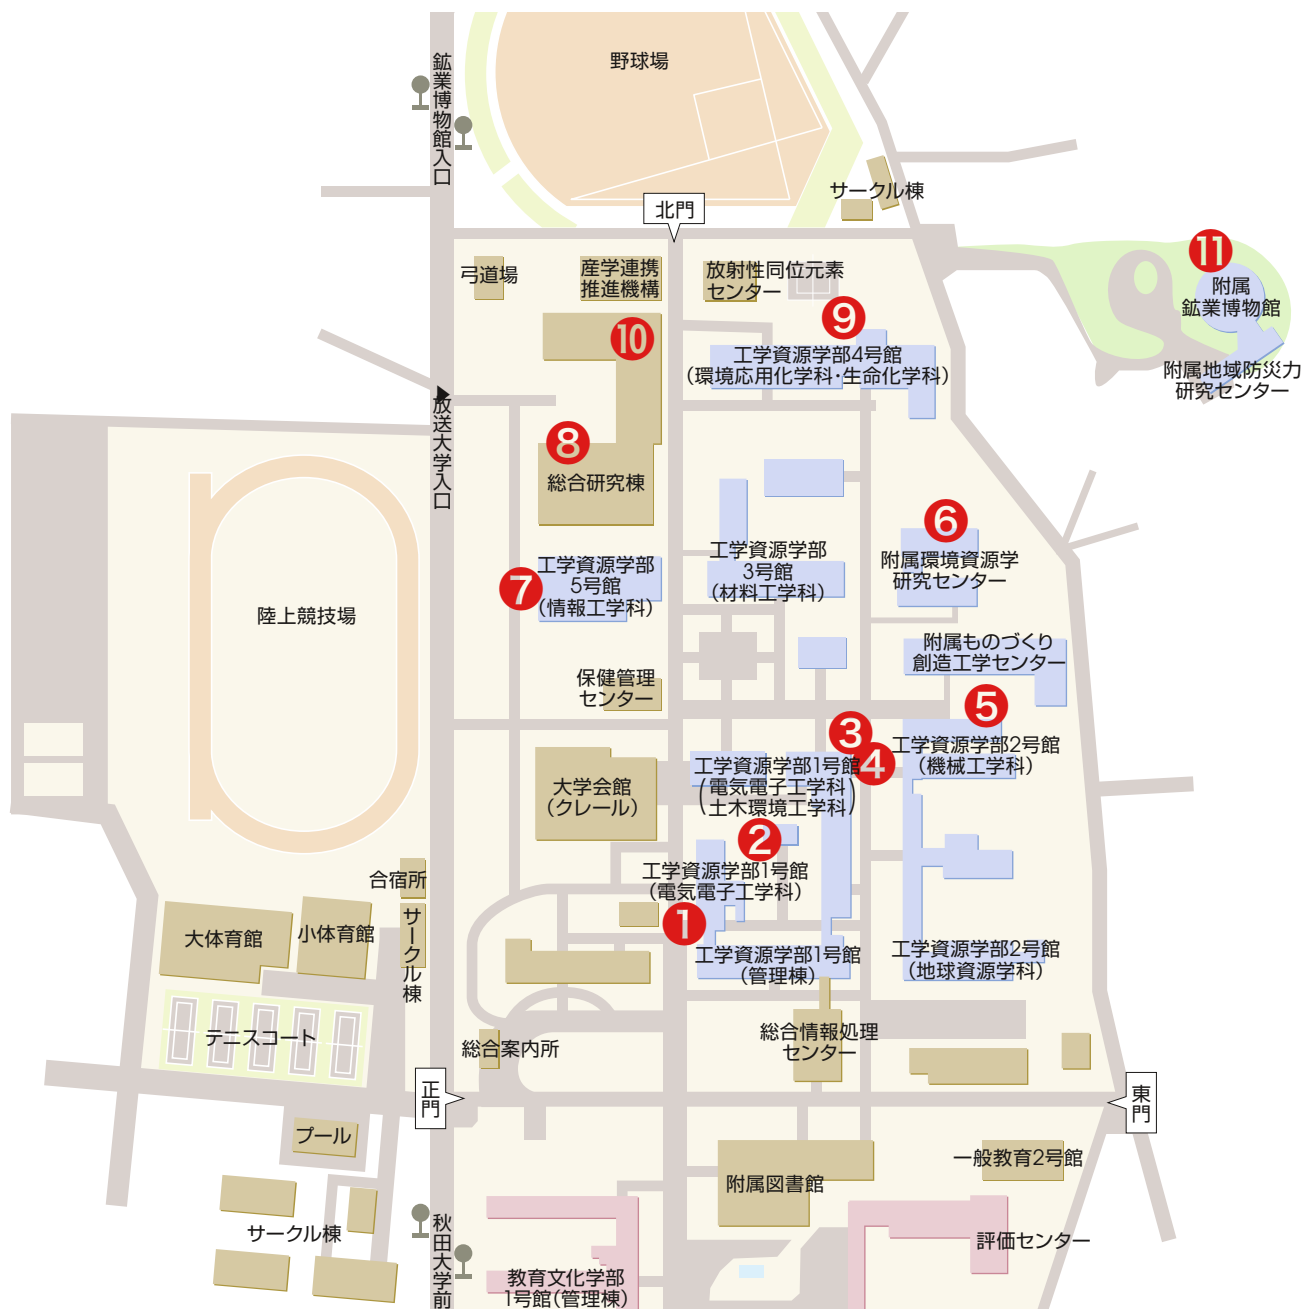 野球場
鉱業博物館入口
サークル棟
北門
弓道場
産学連携
推進機構
放射性同位元素
センター
11
附属
鉱業博物館
附属地域防災力
研究センター
9
工学資源学部4号館
(環境応用化学科・生命化学科)
10
放送大学入口
8
総合研究棟
6
附属環境資源学
研究センター
工学資源学部
3号館
(材料工学科)
7
工学資源学部
5号館
(情報工学科)
陸上競技場
附属ものづくり
創造工学センター
保健管理
センター
5
工学資源学部2号館
(機械工学科)
3
4
工学資源学部1号館
(電気電子工学科)
(土木環境工学科)
大学会館
(クレール)
2
工学資源学部1号館
(電気電子工学科)
合宿所
サークル棟
大体育館
小体育館
1
工学資源学部1号館
(管理棟)
工学資源学部2号館
(地球資源学科)
テニスコート
総合案内所
総合情報処理
センター
正門
東門
プール
附属図書館
一般教育2号館
サークル棟
秋田大学前
評価センター
教育文化学部
1号館(管理棟)